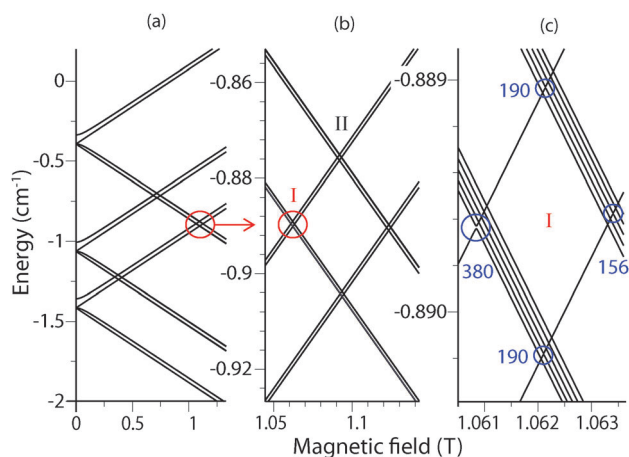 (a)
(b)
(c)
Energy (cm⁻¹)
0
-0.5
-1
-1.5
-2
0
0.5
1
-0.86
-0.88
-0.9
-0.92
1.05
1.1
I
II
-0.889
-0.890
1.061
1.062
1.063
190
I
380
156
190
Magnetic field (T)